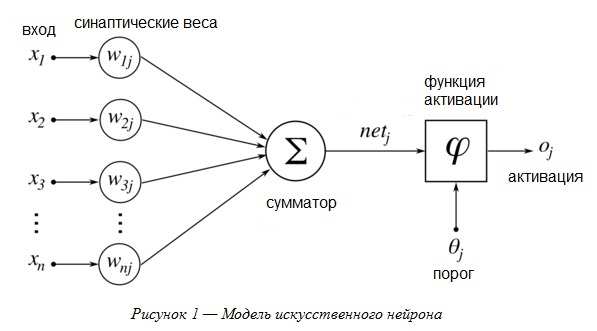 вход
синаптические веса
x1
w1j
x2
w2j
x3
w3j
⋮
⋮
xn
wnj
Σ
сумматор
netj
функция
активации
φ
oj
активация
θj
порог
Рисунок 1 — Модель искусственного нейрона